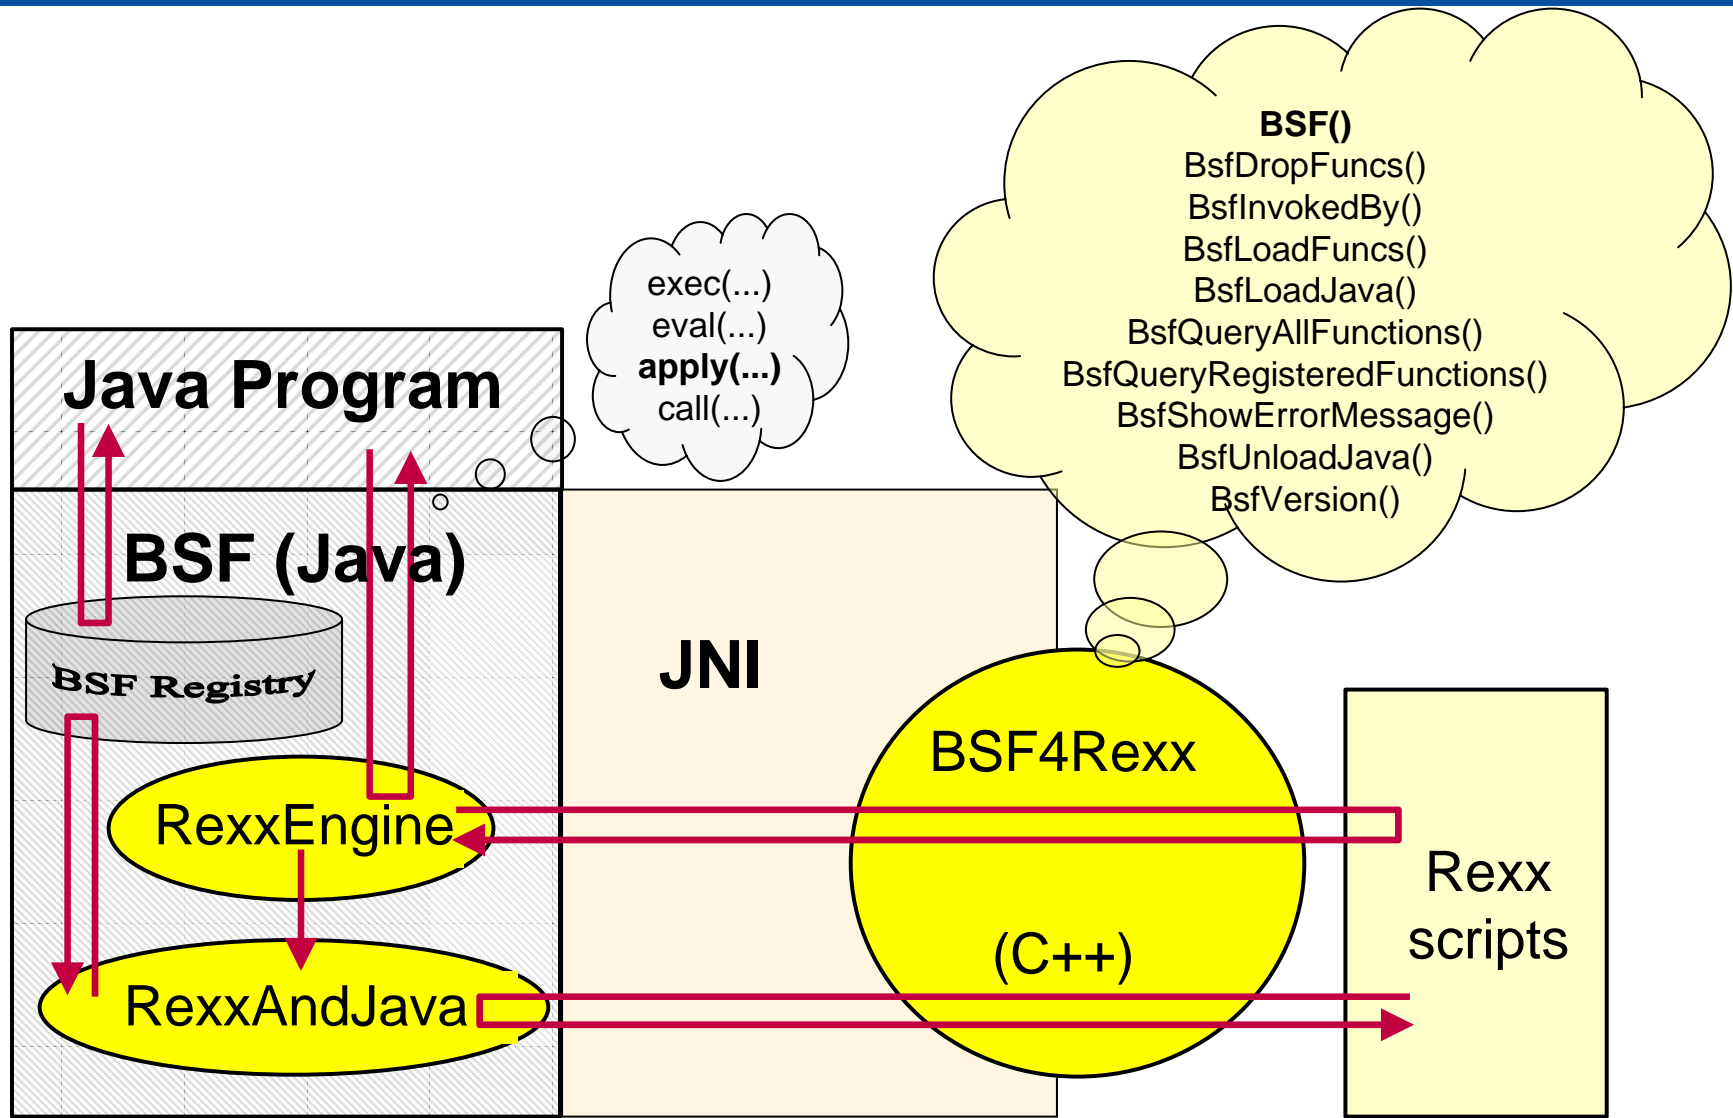 BSF()
BsfDropFuncs()
BsfInvokedBy()
BsfLoadFuncs()
BsfLoadJava()
BsfQueryAllFunctions()
BsfQueryRegisteredFunctions()
BsfShowErrorMessage()
BsfUnloadJava()
BsfVersion()
exec(...)
eval(...)
apply(...)
call(...)
Java Program
BSF (Java)
BSF Registry
JNI
RexxEngine
RexxAndJava
BSF4Rexx
(C++)
Rexx
scripts